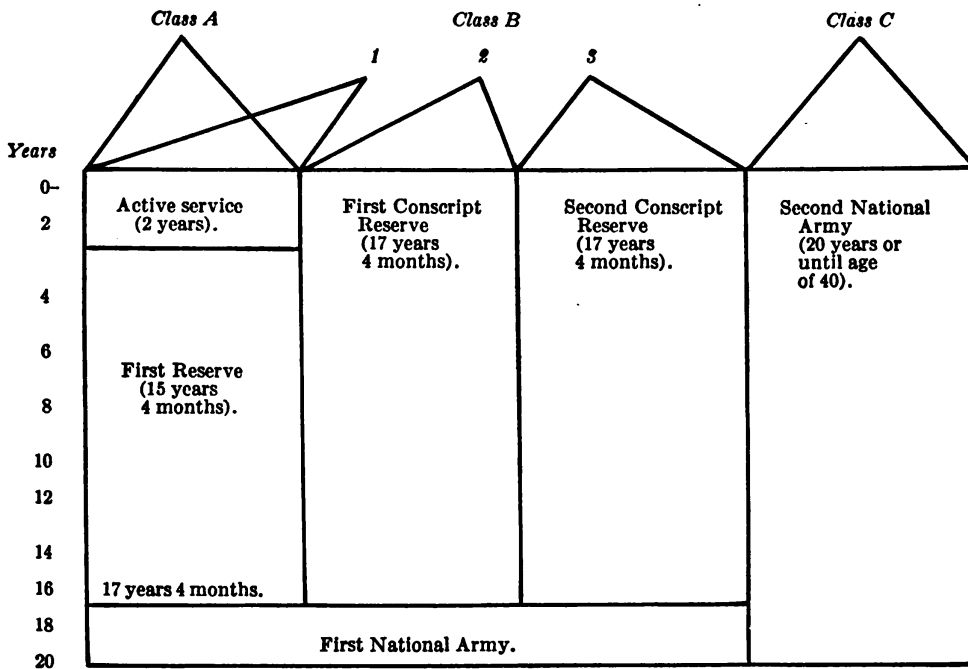 Class A
Class B
Class C
1
2
3
Years
0-
2
4
6
8
10
12
14
16
18
20
Active service
(2 years).
First Reserve
(15 years
4 months).
17 years 4 months.
First Conscript
Reserve
(17 years
4 months).
Second Conscript
Reserve
(17 years
4 months).
Second National
Army
(20 years or
until age
of 40).
First National Army.